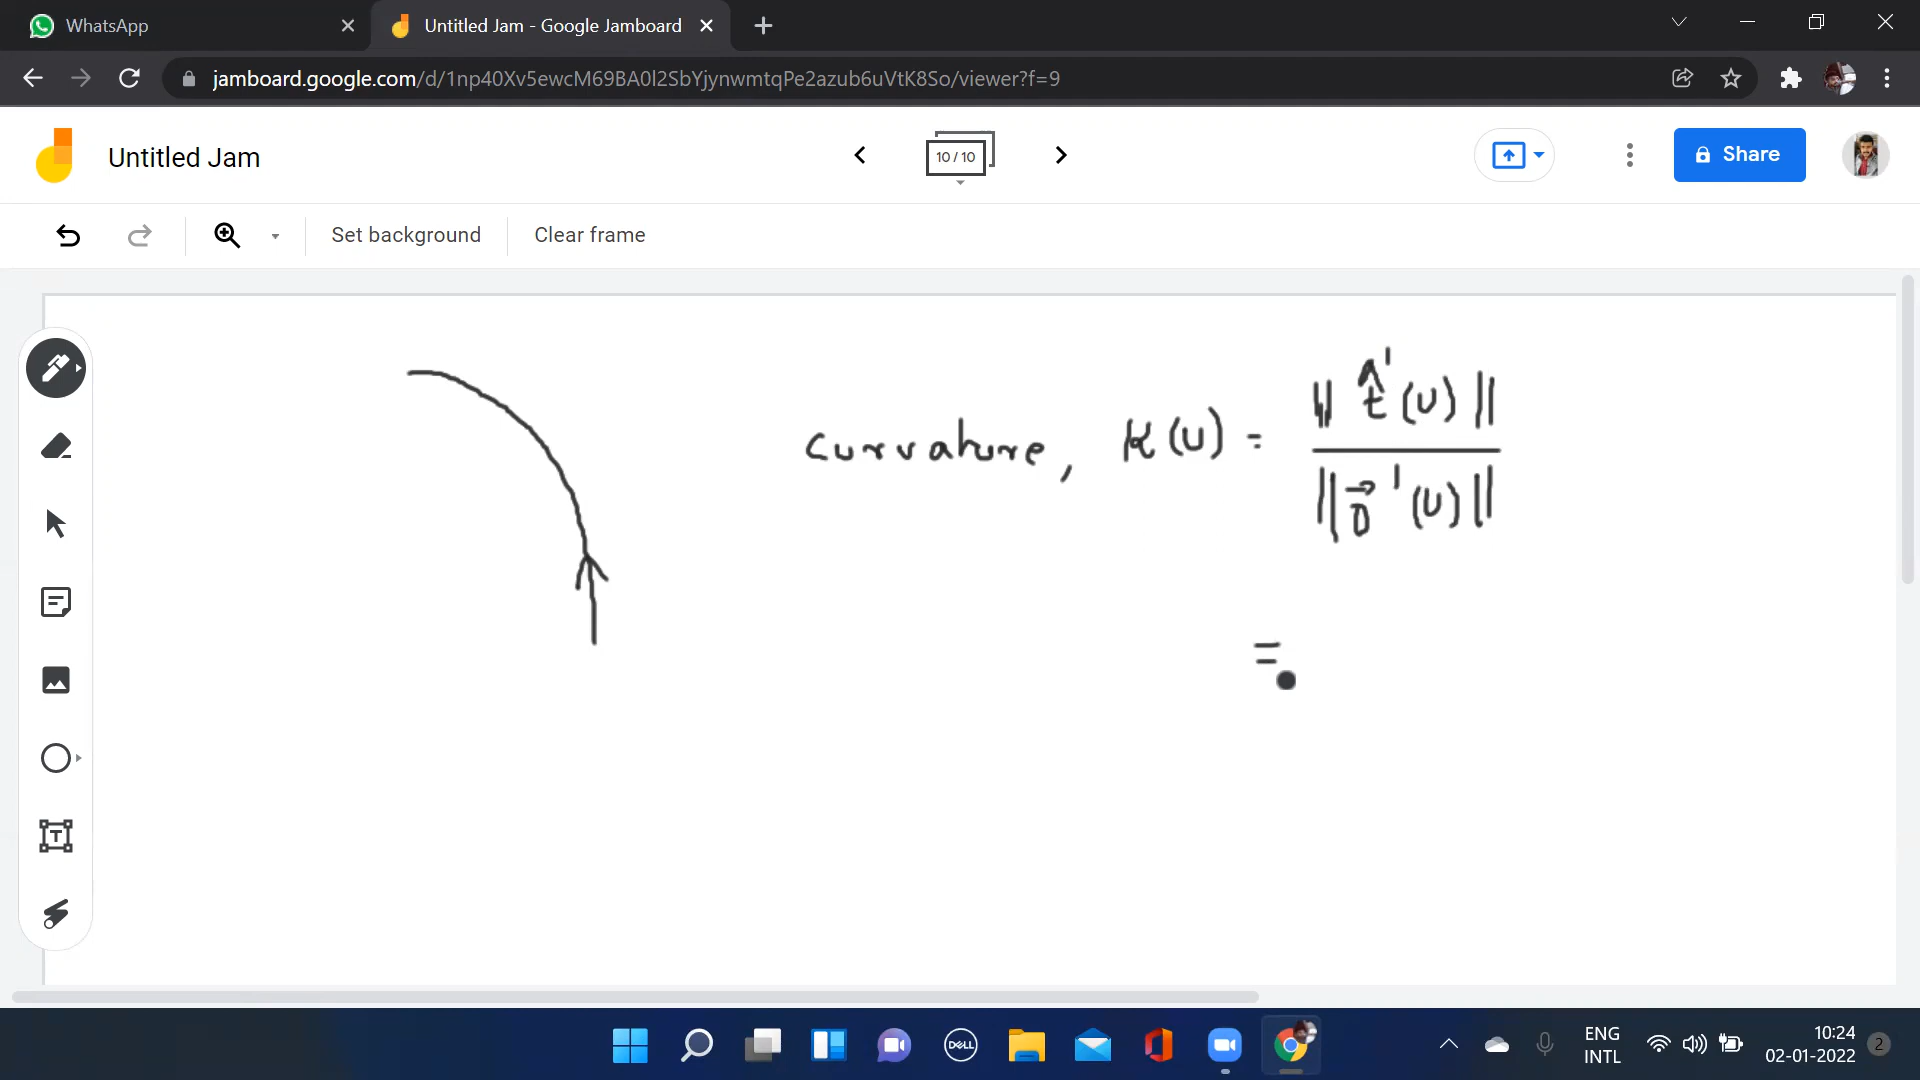 WhatsApp
Untitled Jam - Google Jamboard
jamboard.google.com/d/1np40Xv5ewcM69BA0l2SbYjynwmtqPe2azub6uVtK8So/viewer?f=9
Untitled Jam
10 / 10
Share
Set background
Clear frame
curvature, κ(u) = ‖t̂'(u)‖ / ‖r⃗'(u)‖
=
T
DELL
ENG
INTL
10:24
02-01-2022
2